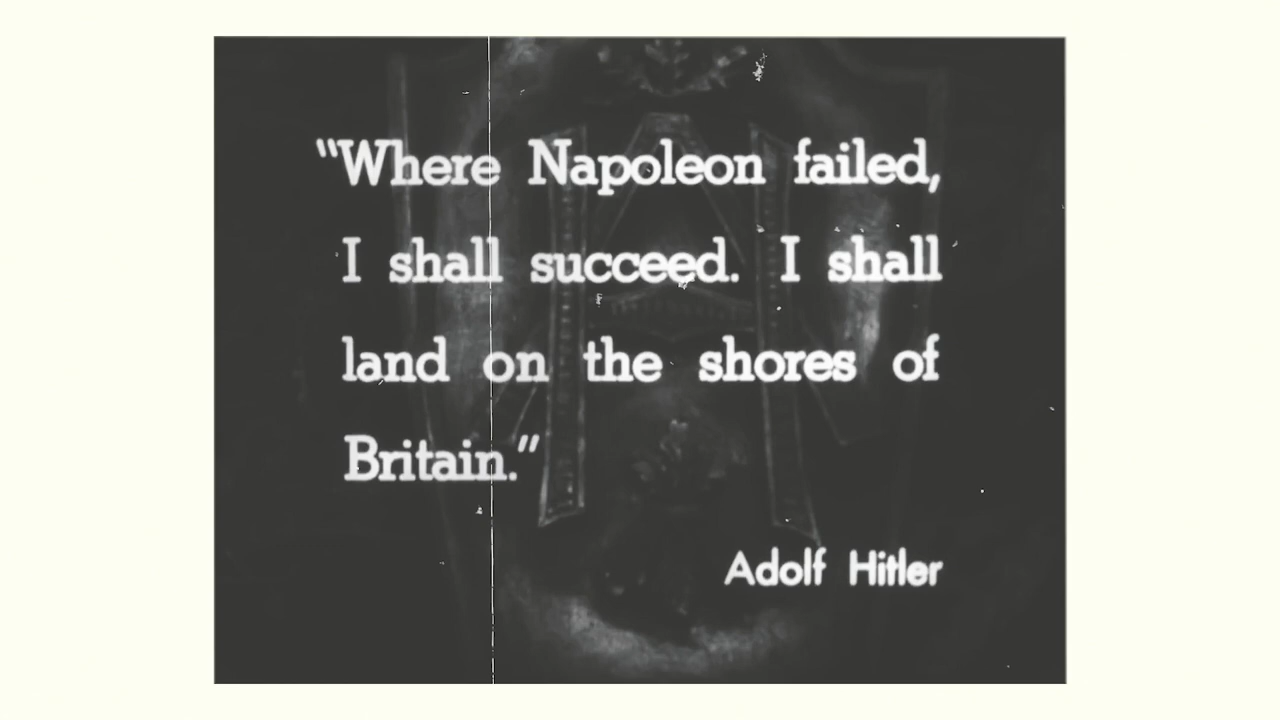 “Where Napoleon failed,
I shall succeed. I shall
land on the shores of
Britain.”
Adolf Hitler